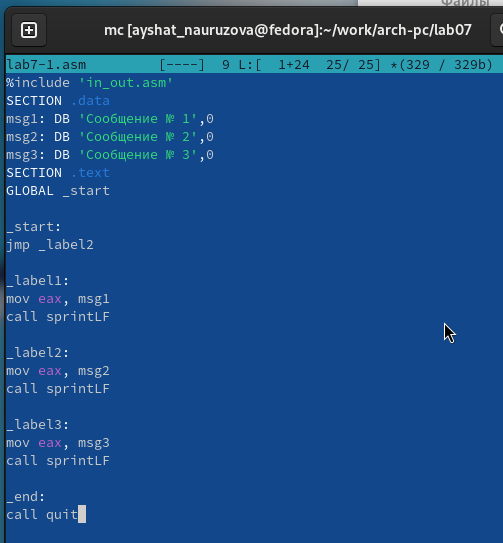 Файлы
mc [ayshat_nauruzova@fedora]:~/work/arch-pc/lab07
lab7-1.asm [----] 9 L:[ 1+24 25/ 25] *(329 / 329b)
%include 'in_out.asm'
SECTION .data
msg1: DB 'Сообщение № 1',0
msg2: DB 'Сообщение № 2',0
msg3: DB 'Сообщение № 3',0
SECTION .text
GLOBAL _start

_start:
jmp _label2

_label1:
mov eax, msg1
call sprintLF

_label2:
mov eax, msg2
call sprintLF

_label3:
mov eax, msg3
call sprintLF

_end:
call quit